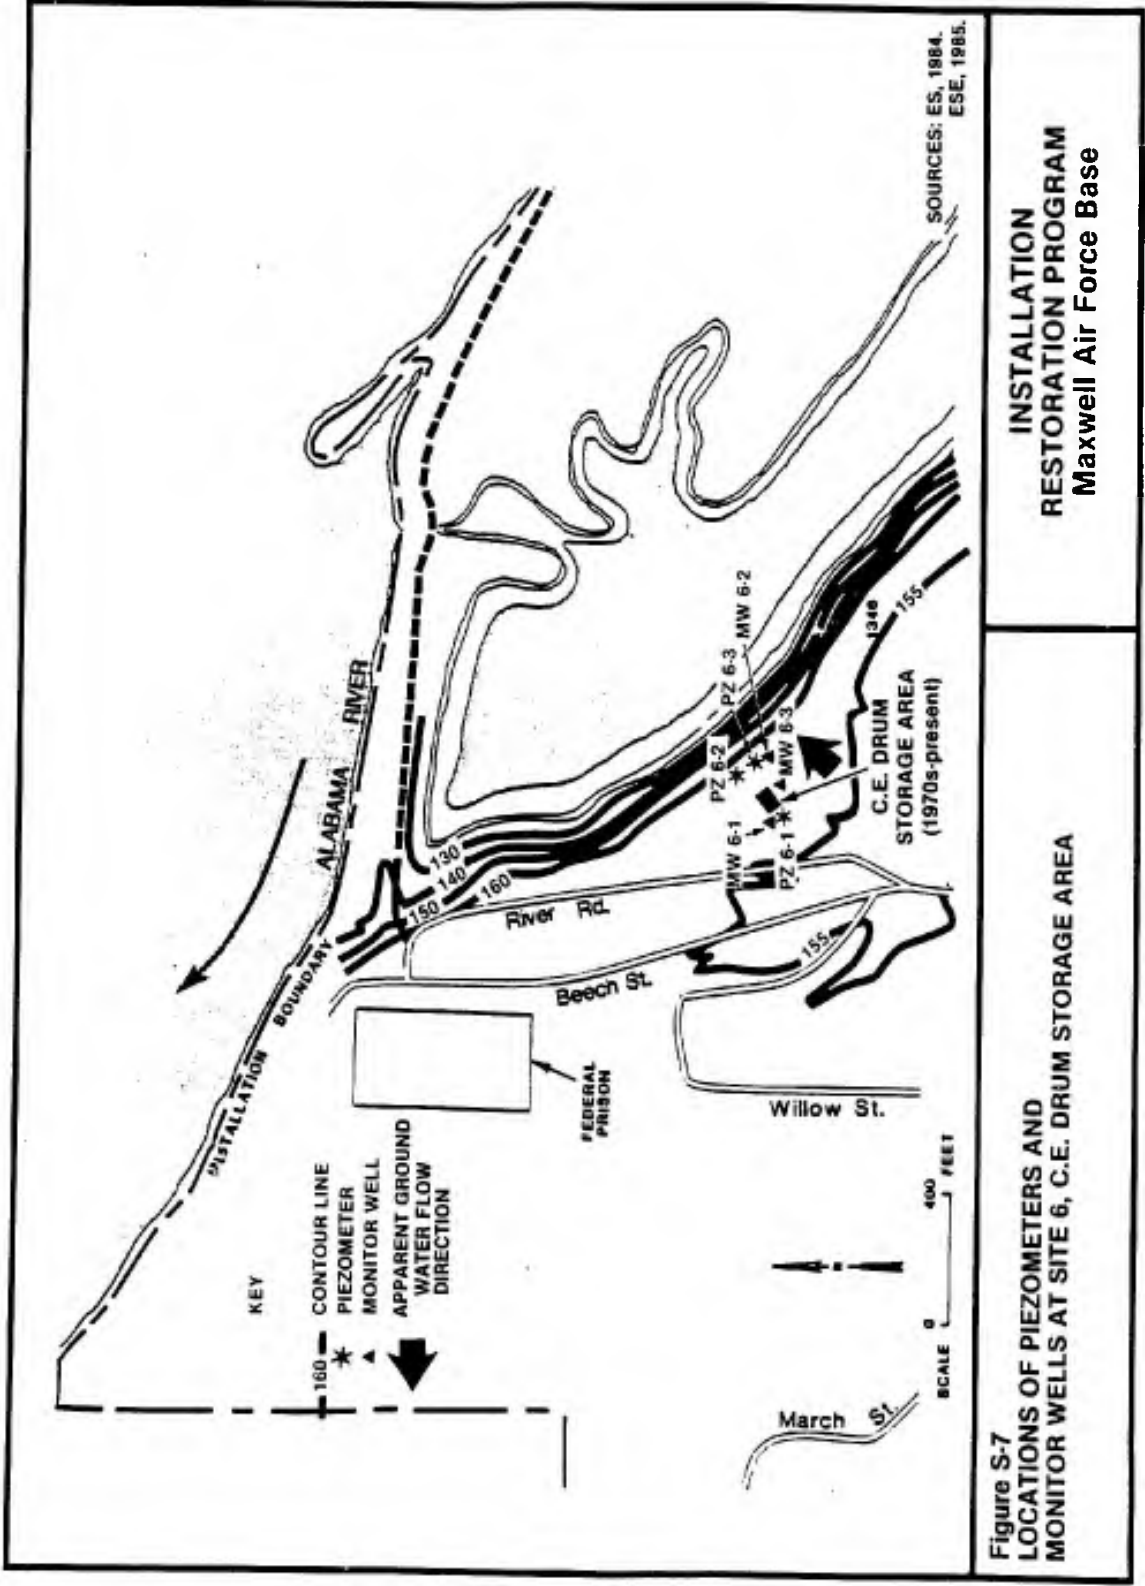 ALABAMA RIVER
INSTALLATION BOUNDARY
KEY
160 CONTOUR LINE
PIEZOMETER
MONITOR WELL
APPARENT GROUND
WATER FLOW
DIRECTION
FEDERAL
PRISON
130
140
150
160
River Rd.
Beech St.
Willow St.
March St.
155
155
1346
MW 6-1
PZ 6-1
PZ 6-2
PZ 6-3
MW 6-2
MW 6-3
C.E. DRUM
STORAGE AREA
(1970s-present)
SCALE 0 400 FEET
SOURCES: ES, 1984.
ESE, 1985.
Figure S-7
LOCATIONS OF PIEZOMETERS AND
MONITOR WELLS AT SITE 6, C.E. DRUM STORAGE AREA
INSTALLATION
RESTORATION PROGRAM
Maxwell Air Force Base